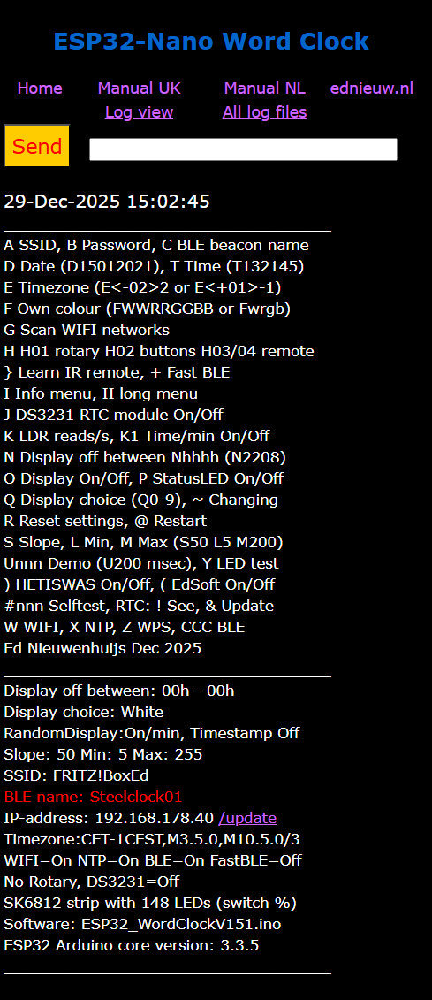 ESP32-Nano Word Clock
Home Manual UK Manual NL ednieuw.nl
Log view All log files
Send
29-Dec-2025 15:02:45
A SSID, B Password, C BLE beacon name
D Date (D15012021), T Time (T132145)
E Timezone (E<-02>2 or E<+01>-1)
F Own colour (FWWRRGGBB or Fwrgb)
G Scan WIFI networks
H H01 rotary H02 buttons H03/04 remote
} Learn IR remote, + Fast BLE
I Info menu, II long menu
J DS3231 RTC module On/Off
K LDR reads/s, K1 Time/min On/Off
N Display off between Nhhhh (N2208)
O Display On/Off, P StatusLED On/Off
Q Display choice (Q0-9), ~ Changing
R Reset settings, @ Restart
S Slope, L Min, M Max (S50 L5 M200)
Unnn Demo (U200 msec), Y LED test
) HETISWAS On/Off, ( EdSoft On/Off
#nnn Selftest, RTC: ! See, & Update
W WIFI, X NTP, Z WPS, CCC BLE
Ed Nieuwenhuijs Dec 2025
Display off between: 00h - 00h
Display choice: White
RandomDisplay:On/min, Timestamp Off
Slope: 50 Min: 5 Max: 255
SSID: FRITZ!BoxEd
BLE name: Steelclock01
IP-address: 192.168.178.40 /update
Timezone:CET-1CEST,M3.5.0,M10.5.0/3
WIFI=On NTP=On BLE=On FastBLE=Off
No Rotary, DS3231=Off
SK6812 strip with 148 LEDs (switch %)
Software: ESP32_WordClockV151.ino
ESP32 Arduino core version: 3.3.5